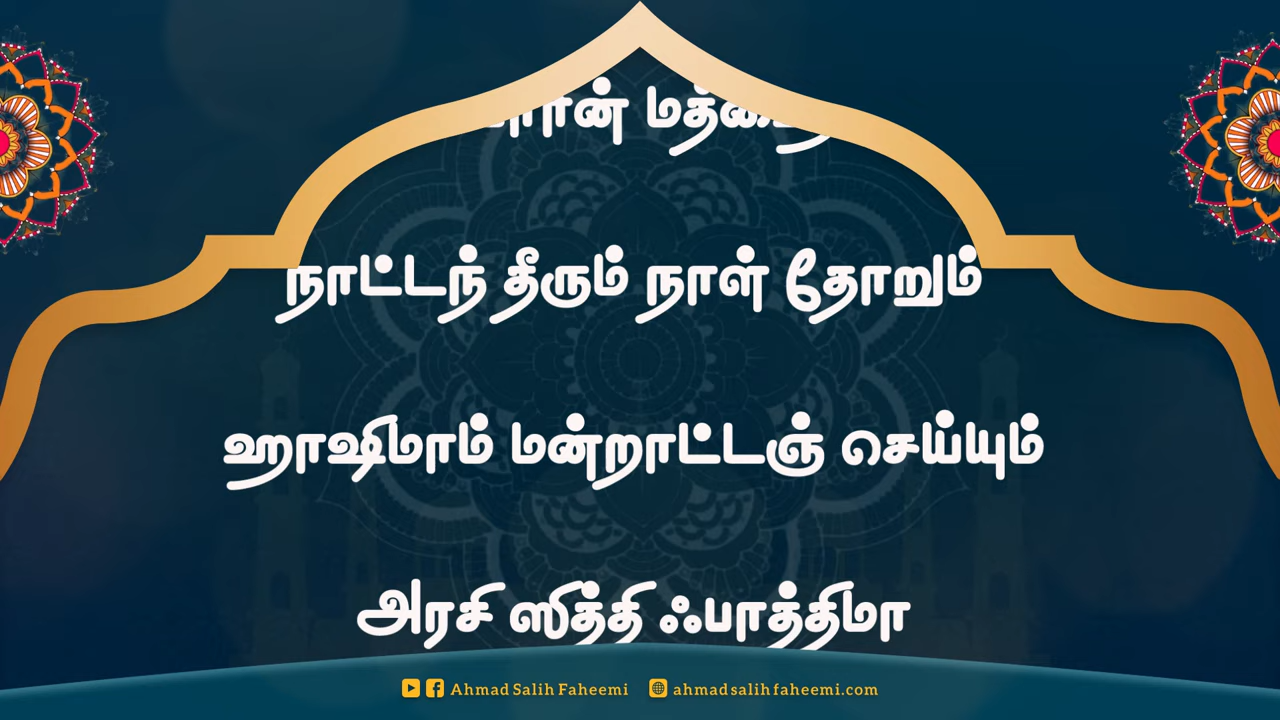 நாட்டந் தீரும் நாள் தோறும்
ஹாஷிமாம் மன்றாட்டஞ் செய்யும்
அரசி ஸித்தி ஃபாத்திமா
Ahmad Salih Faheemi ahmadsalihfaheemi.com